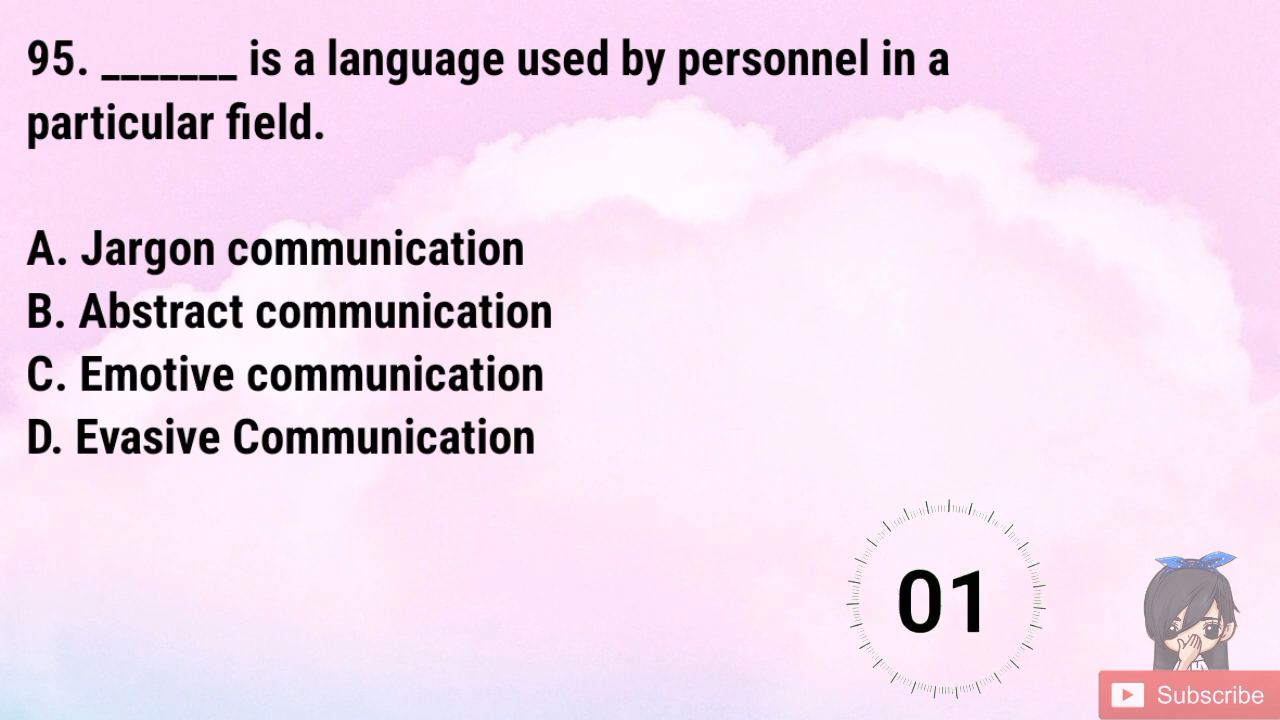 95. _______ is a language used by personnel in a
particular field.
A. Jargon communication
B. Abstract communication
C. Emotive communication
D. Evasive Communication
01
Subscribe